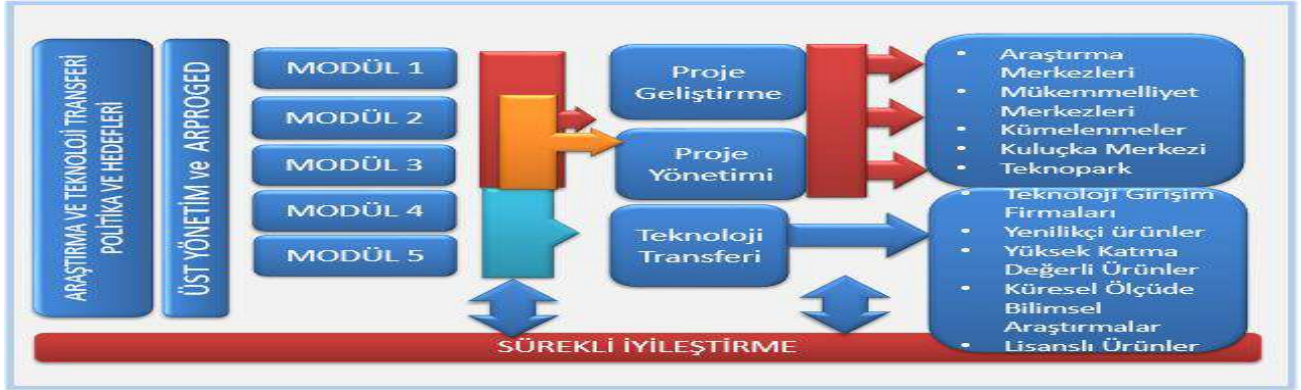 ARAŞTIRMA VE TEKNOLOJİ TRANSFERİ
POLİTIKA VE HEDEFLERİ
ÜST YÖNETİM ve ARPROGED
MODÜL 1
MODÜL 2
MODÜL 3
MODÜL 4
MODÜL 5
Proje
Geliştirme
Proje
Yönetimi
Teknoloji
Transferi
• Araştırma
Merkezleri
• Mükemmelliyet
Merkezleri
• Kümelenmeler
• Kuluçka Merkezi
• Teknopark
• Teknoloji Girişim
Firmaları
• Yenilikçi ürünler
• Yüksek Katma
Değerli Ürünler
• Küresel Ölçüde
Bilimsel
Araştırmalar
• Lisanslı Ürünler
SÜREKLİ İYİLEŞTİRME